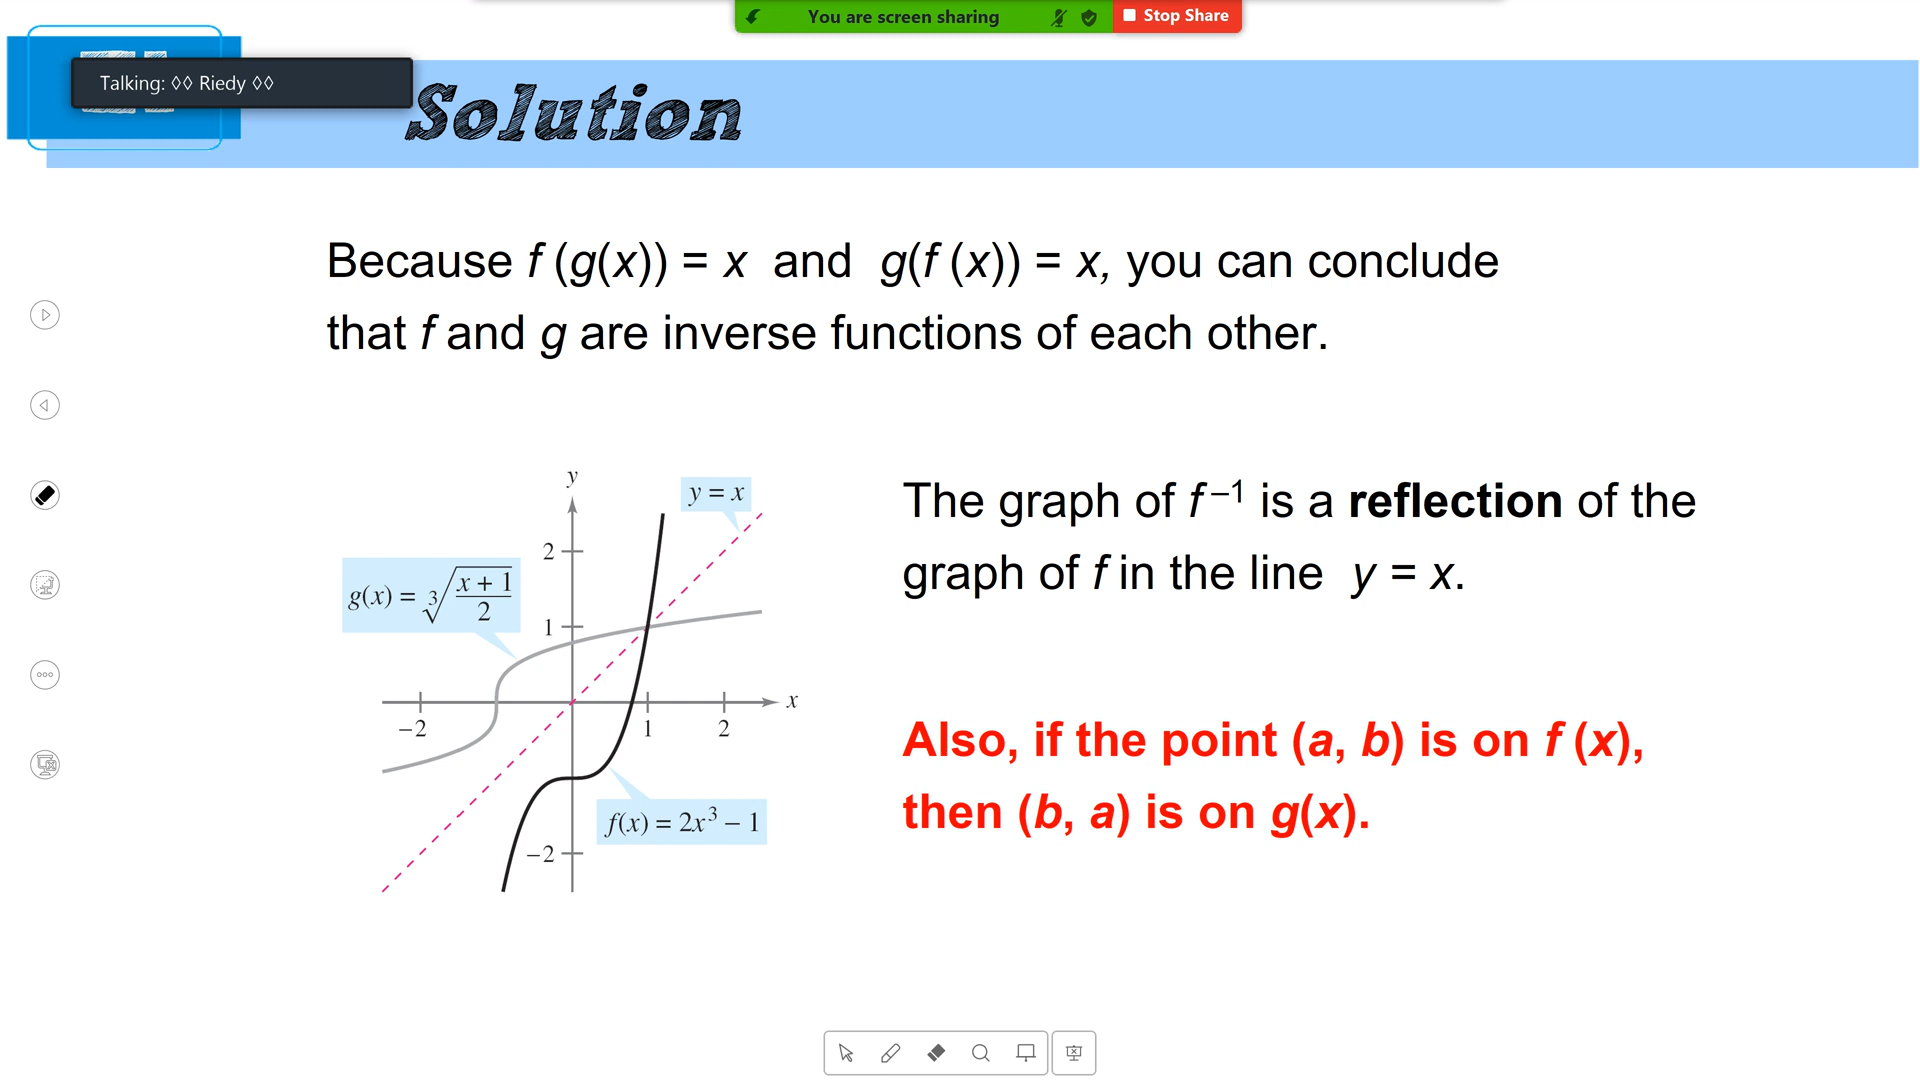 You are screen sharing
Stop Share
Talking: ◊◊ Riedy ◊◊
Solution
Because f (g(x)) = x and g(f (x)) = x, you can conclude
that f and g are inverse functions of each other.
y
y = x
2
g(x) = ∛((x + 1)/2)
1
x
−2
1
2
f(x) = 2x³ − 1
−2
The graph of f⁻¹ is a reflection of the
graph of f in the line y = x.
Also, if the point (a, b) is on f (x),
then (b, a) is on g(x).